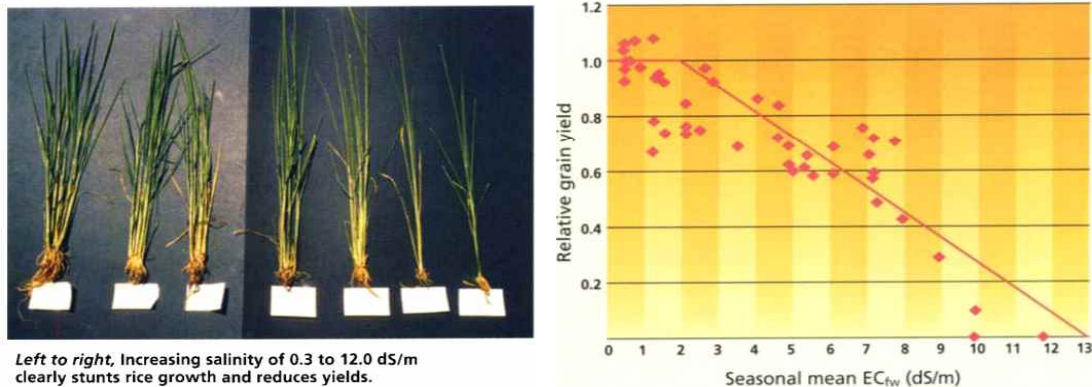 Left to right, Increasing salinity of 0.3 to 12.0 dS/m
clearly stunts rice growth and reduces yields.
Relative grain yield
1.2
1.0
0.8
0.6
0.4
0.2
0 1 2 3 4 5 6 7 8 9 10 11 12 13
Seasonal mean ECfw (dS/m)